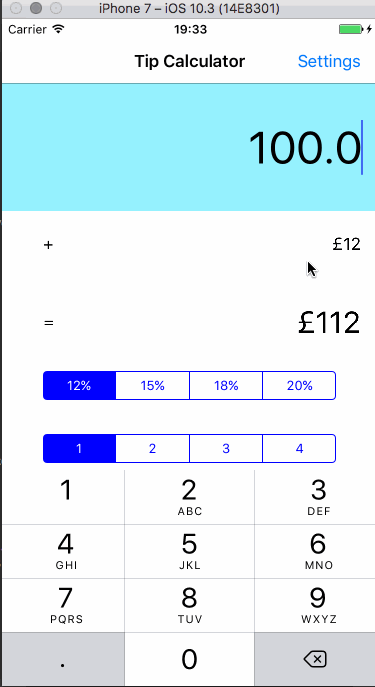 iPhone 7 – iOS 10.3 (14E8301)
Carrier 19:33
Tip Calculator Settings
100.0
+ £12
= £112
12% 15% 18% 20%
1 2 3 4
1 2 3
ABC DEF
4 5 6
GHI JKL MNO
7 8 9
PQRS TUV WXYZ
. 0